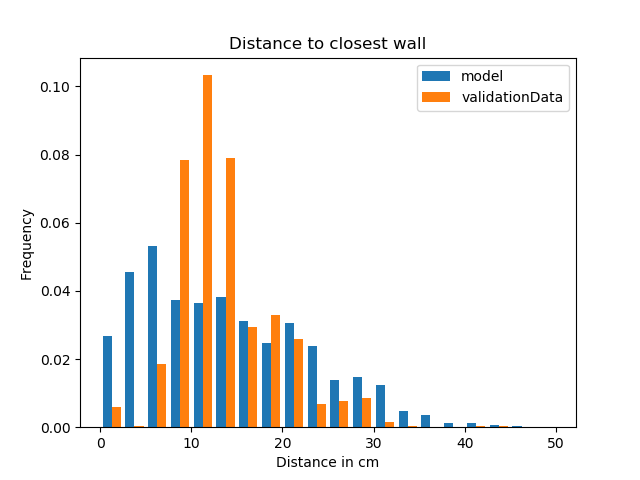 Distance to closest wall
model
validationData
0.10
0.08
0.06
0.04
0.02
0.00
Frequency
0 10 20 30 40 50
Distance in cm